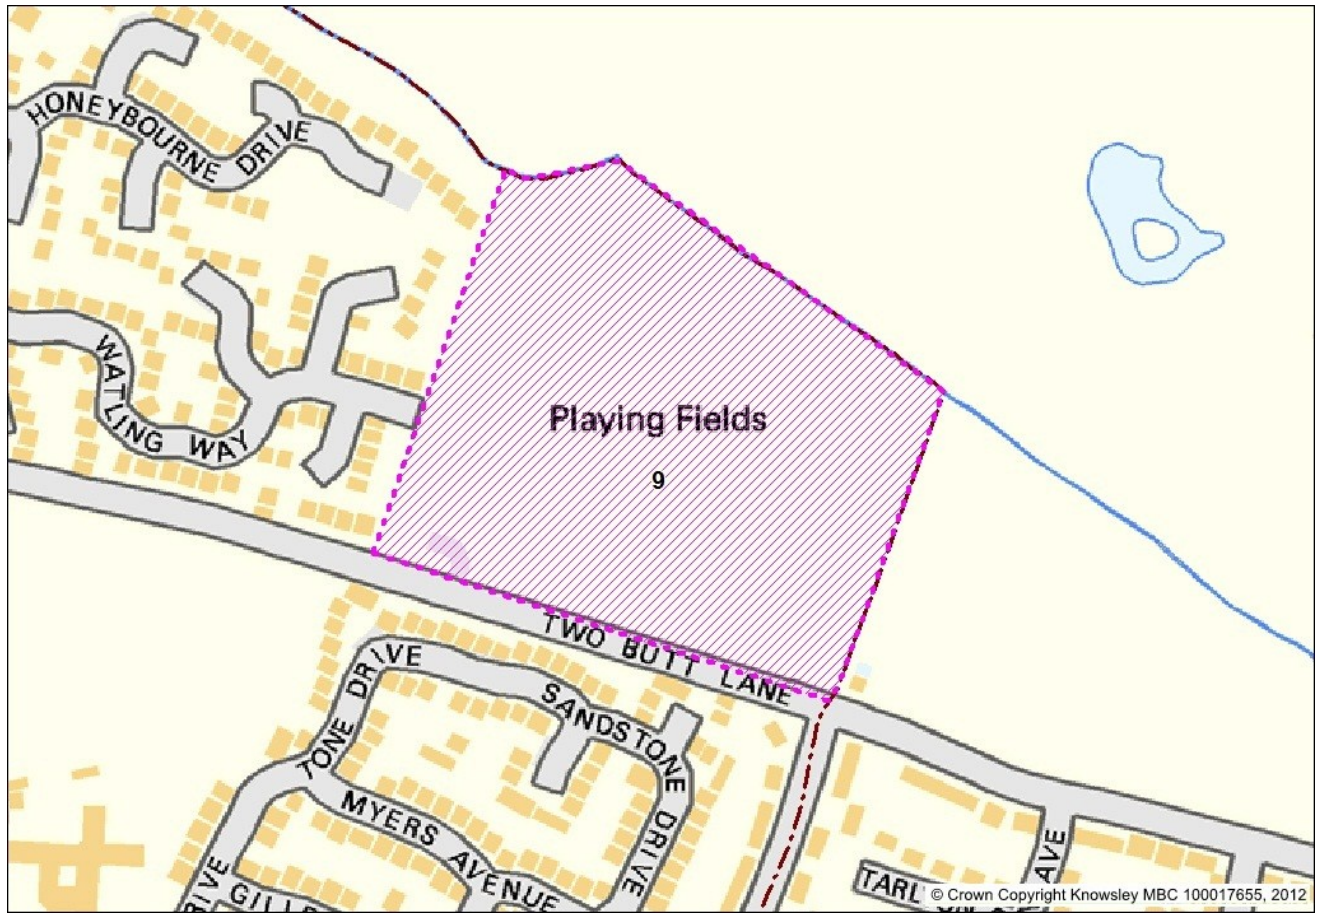 HONEYBOURNE DRIVE
WATLING WAY
Playing Fields
9
TWO BUTT LANE
SANDSTONE DRIVE
TONE DRIVE
MYERS AVENUE
AVE
© Crown Copyright Knowsley MBC 100017655, 2012